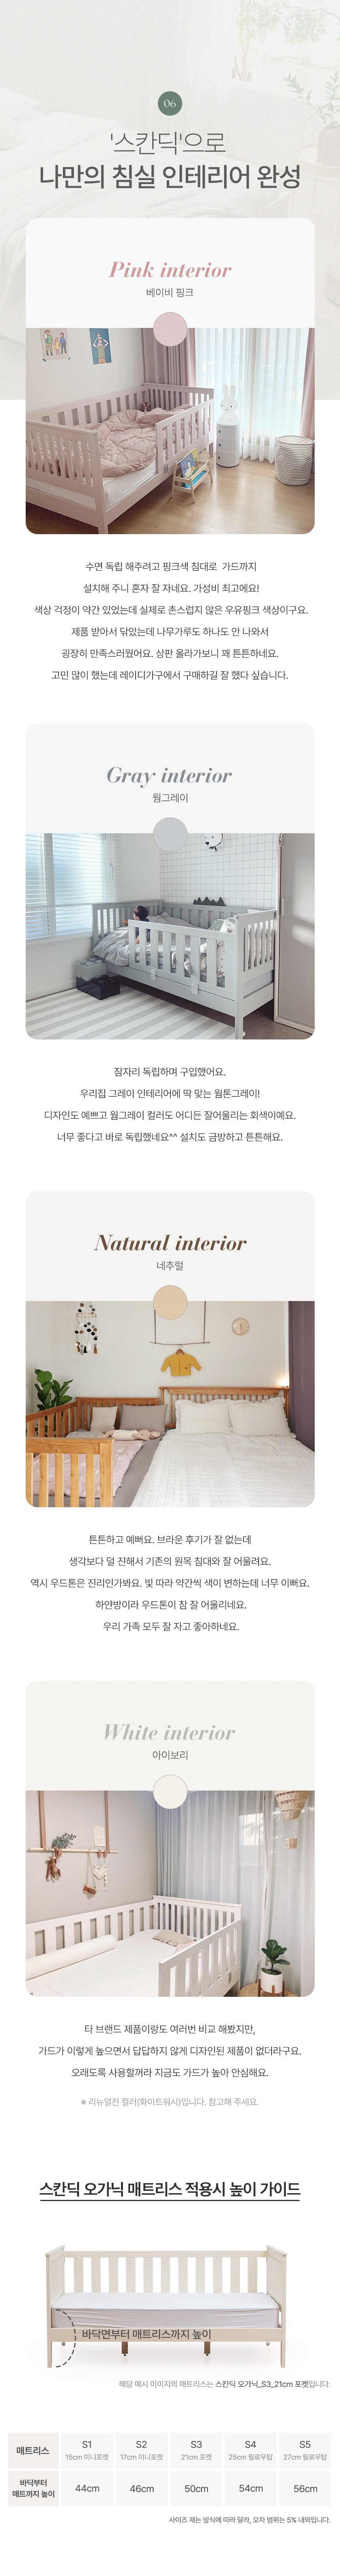 06
'스칸딕'으로
나만의 침실 인테리어 완성
Pink interior
베이비 핑크
수면 독립 해주려고 핑크색 침대로 가드까지
설치해 주니 혼자 잘 자네요. 가성비 최고에요!
색상 걱정이 약간 있었는데 실제로 촌스럽지 않은 우유핑크 색상이구요.
제품 받아서 닦았는데 나무가루도 하나도 안 나와서
굉장히 만족스러웠어요. 상판 올라가보니 꽤 튼튼하네요.
고민 많이 했는데 레이디가구에서 구매하길 잘 했다 싶습니다.
Gray interior
웜그레이
잠자리 독립하며 구입했어요.
우리집 그레이 인테리어에 딱 맞는 웜톤그레이!
디자인도 예쁘고 웜그레이 컬러도 어디든 잘어울리는 회색이예요.
너무 좋다고 바로 독립했네요^^ 설치도 금방하고 튼튼해요.
Natural interior
네추럴
튼튼하고 예뻐요. 브라운 후기가 잘 없는데
생각보다 덜 진해서 기존의 원목 침대와 잘 어울려요.
역시 우드톤은 진리인가봐요. 빛 따라 약간씩 색이 변하는데 너무 이뻐요.
하얀방이라 우드톤이 참 잘 어울리네요.
우리 가족 모두 잘 자고 좋아하네요.
White interior
아이보리
타 브랜드 제품이랑도 여러번 비교 해봤지만,
가드가 이렇게 높으면서 답답하지 않게 디자인된 제품이 없더라구요.
오래도록 사용할꺼라 지금도 가드가 높아 안심해요.
※ 리뉴얼전 컬러(화이트워시)입니다. 참고해 주세요.
스칸딕 오가닉 매트리스 적용시 높이 가이드
바닥면부터 매트리스까지 높이
해당 예시 이미지의 매트리스는 스칸딕 오가닉_S3_21cm 포켓입니다.
매트리스 S1 15cm 미니포켓 S2 17cm 미니포켓 S3 21cm 포켓 S4 25cm 필로우탑 S5 27cm 필로우탑
바닥부터 매트까지 높이 44cm 46cm 50cm 54cm 56cm
사이즈 재는 방식에 따라 달라, 오차 범위는 5% 내외입니다.